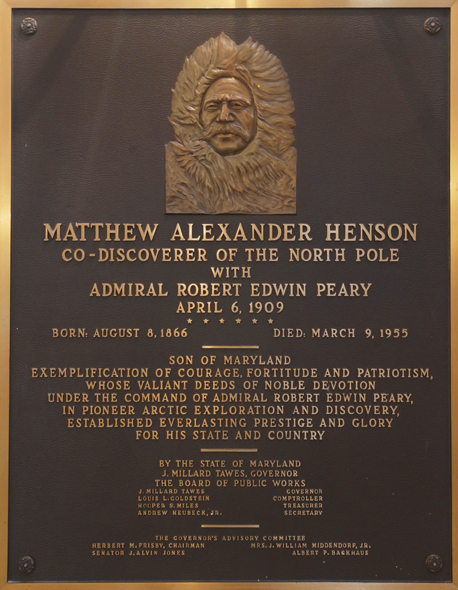 MATTHEW ALEXANDER HENSON
CO-DISCOVERER OF THE NORTH POLE
WITH
ADMIRAL ROBERT EDWIN PEARY
APRIL 6, 1909
* * * * * *
BORN: AUGUST 8, 1866 DIED: MARCH 9, 1955
SON OF MARYLAND
EXEMPLIFICATION OF COURAGE, FORTITUDE AND PATRIOTISM,
WHOSE VALIANT DEEDS OF NOBLE DEVOTION
UNDER THE COMMAND OF ADMIRAL ROBERT EDWIN PEARY,
IN PIONEER ARCTIC EXPLORATION AND DISCOVERY,
ESTABLISHED EVERLASTING PRESTIGE AND GLORY
FOR HIS STATE AND COUNTRY
BY THE STATE OF MARYLAND
J. MILLARD TAWES, GOVERNOR
THE BOARD OF PUBLIC WORKS
J. MILLARD TAWES GOVERNOR
LOUIS L. GOLDSTEIN COMPTROLLER
HOOPER S. MILES TREASURER
ANDREW HEUBECK, JR. SECRETARY
THE GOVERNOR'S ADVISORY COMMITTEE
HERBERT M. FRISBY, CHAIRMAN MRS. J. WILLIAM MIDDENDORF, JR.
SENATOR J. ALVIN JONES ALBERT P. BACKHAUS